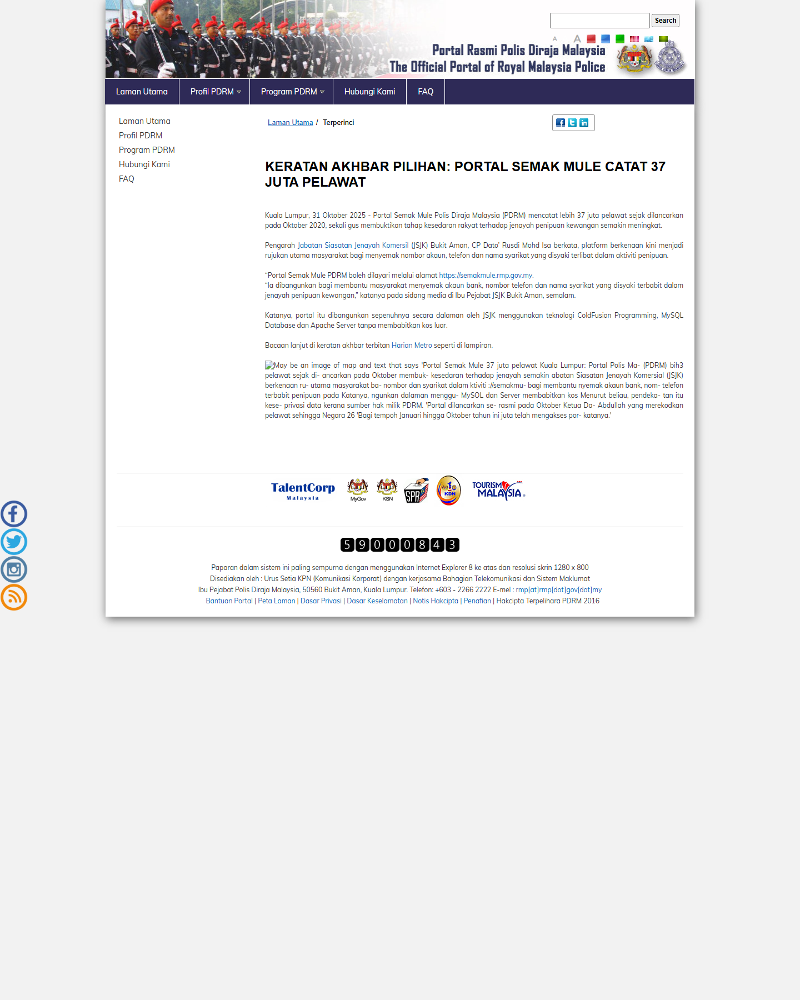 Search
A A
Portal Rasmi Polis Diraja Malaysia
The Official Portal of Royal Malaysia Police
Laman Utama Profil PDRM Program PDRM Hubungi Kami FAQ
Laman Utama
Profil PDRM
Program PDRM
Hubungi Kami
FAQ
Laman Utama / Terperinci
KERATAN AKHBAR PILIHAN: PORTAL SEMAK MULE CATAT 37
JUTA PELAWAT
Kuala Lumpur, 31 Oktober 2025 - Portal Semak Mule Polis Diraja Malaysia (PDRM) mencatat lebih 37 juta pelawat sejak dilancarkan
pada Oktober 2020, sekali gus membuktikan tahap kesedaran rakyat terhadap jenayah penipuan kewangan semakin meningkat.
Pengarah Jabatan Siasatan Jenayah Komersil (JSJK) Bukit Aman, CP Dato’ Rusdi Mohd Isa berkata, platform berkenaan kini menjadi
rujukan utama masyarakat bagi menyemak nombor akaun, telefon dan nama syarikat yang disyaki terlibat dalam aktiviti penipuan.
“Portal Semak Mule PDRM boleh dilayari melalui alamat https://semakmule.rmp.gov.my.
“Ia dibangunkan bagi membantu masyarakat menyemak akaun bank, nombor telefon dan nama syarikat yang disyaki terbabit dalam
jenayah penipuan kewangan,” katanya pada sidang media di Ibu Pejabat JSJK Bukit Aman, semalam.
Katanya, portal itu dibangunkan sepenuhnya secara dalaman oleh JSJK menggunakan teknologi ColdFusion Programming, MySQL
Database dan Apache Server tanpa membabitkan kos luar.
Bacaan lanjut di keratan akhbar terbitan Harian Metro seperti di lampiran.
May be an image of map and text that says 'Portal Semak Mule 37 juta pelawat Kuala Lumpur: Portal Polis Ma- (PDRM) bih3
pelawat sejak di- ancarkan pada Oktober membuk- kesedaran terhadap jenayah semakin abatan Siasatan Jenayah Komersial (JSJK)
berkenaan ru- utama masyarakat ba- nombor dan syarikat dalam ktiviti ://semakmu- bagi membantu nyemak akaun bank, nom- telefon
terbabit penipuan pada Katanya, ngunkan dalaman menggu- MySOL dan Server membabitkan kos Menurut beliau, pendeka- tan itu
kese- privasi data kerana sumber hak milik PDRM. 'Portal dilancarkan se- rasmi pada Oktober Ketua Da- Abdullah yang merekodkan
pelawat sehingga Negara 26 'Bagi tempoh Januari hingga Oktober tahun ini juta telah mengakses por- katanya.'
TalentCorp
Malaysia
MyGov
KSN
SPR
1
KDN
TOURISM
MALAYSIA
59000843
Paparan dalam sistem ini paling sempurna dengan menggunakan Internet Explorer 8 ke atas dan resolusi skrin 1280 x 800
Disediakan oleh : Urus Setia KPN (Komunikasi Korporat) dengan kerjasama Bahagian Telekomunikasi dan Sistem Maklumat
Ibu Pejabat Polis Diraja Malaysia, 50560 Bukit Aman, Kuala Lumpur. Telefon: +603 - 2266 2222 E-mel : rmp[at]rmp[dot]gov[dot]my
Bantuan Portal | Peta Laman | Dasar Privasi | Dasar Keselamatan | Notis Hakcipta | Penafian | Hakcipta Terpelihara PDRM 2016